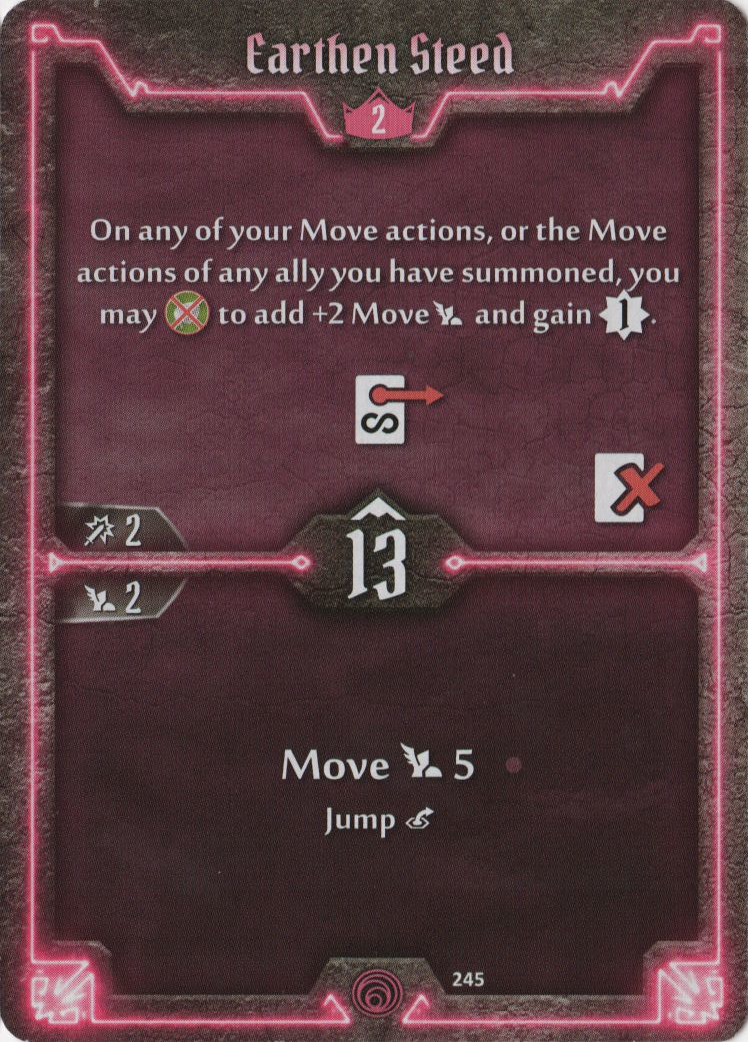 Earthen Steed
2
On any of your Move actions, or the Move
actions of any ally you have summoned, you
may to add +2 Move and gain 1.
2
13
2
Move 5
Jump
245